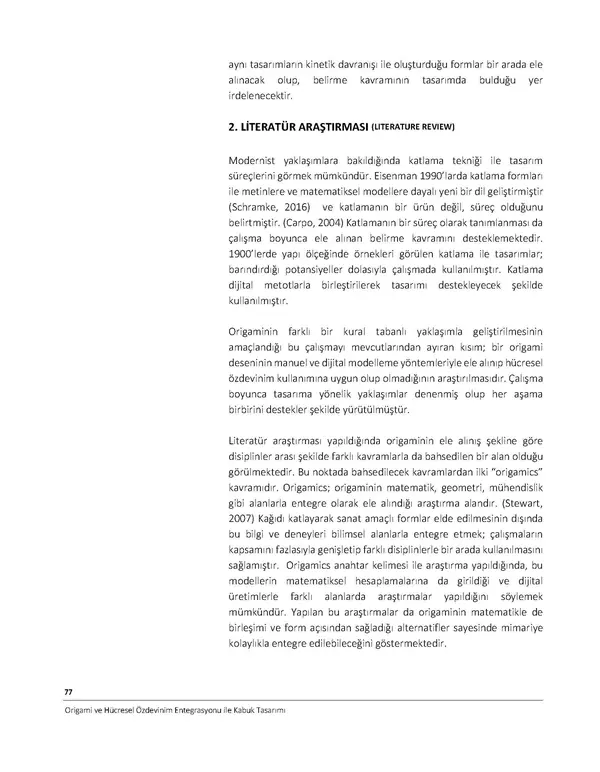 aynı tasarımların kinetik davranışı ile oluşturduğu formlar bir arada ele
alınacak olup, belirme kavramının tasarımda bulduğu yer
irdelenecektir.
2. LİTERATÜR ARAŞTIRMASI (LITERATURE REVIEW)
Modernist yaklaşımlara bakıldığında katlama tekniği ile tasarım
süreçlerini görmek mümkündür. Eisenman 1990'larda katlama formları
ile metinlere ve matematiksel modellere dayalı yeni bir dil geliştirmiştir
(Schramke, 2016) ve katlamanın bir ürün değil, süreç olduğunu
belirtmiştir. (Carpo, 2004) Katlamanın bir süreç olarak tanımlanması da
çalışma boyunca ele alınan belirme kavramını desteklemektedir.
1900'lerde yapı ölçeğinde örnekleri görülen katlama ile tasarımlar;
barındırdığı potansiyeller dolasıyla çalışmada kullanılmıştır. Katlama
dijital metotlarla birleştirilerek tasarımı destekleyecek şekilde
kullanılmıştır.
Origaminin farklı bir kural tabanlı yaklaşımla geliştirilmesinin
amaçlandığı bu çalışmayı mevcutlarından ayıran kısım; bir origami
deseninin manuel ve dijital modelleme yöntemleriyle ele alınıp hücresel
özdevinim kullanımına uygun olup olmadığının araştırılmasıdır. Çalışma
boyunca tasarıma yönelik yaklaşımlar denenmiş olup her aşama
birbirini destekler şekilde yürütülmüştür.
Literatür araştırması yapıldığında origaminin ele alınış şekline göre
disiplinler arası şekilde farklı kavramlarla da bahsedilen bir alan olduğu
görülmektedir. Bu noktada bahsedilecek kavramlardan ilki "origamics"
kavramıdır. Origamics; origaminin matematik, geometri, mühendislik
gibi alanlarla entegre olarak ele alındığı araştırma alanıdır. (Stewart,
2007) Kağıdı katlayarak sanat amaçlı formlar elde edilmesinin dışında
bu bilgi ve deneyleri bilimsel alanlarla entegre etmek; çalışmaların
kapsamını fazlasıyla genişletip farklı disiplinlerle bir arada kullanılmasını
sağlamıştır. Origamics anahtar kelimesi ile araştırma yapıldığında, bu
modellerin matematiksel hesaplamalarına da girildiği ve dijital
üretimlerle farklı alanlarda araştırmalar yapıldığını söylemek
mümkündür. Yapılan bu araştırmalar da origaminin matematikle de
birleşimi ve form açısından sağladığı alternatifler sayesinde mimariye
kolaylıkla entegre edilebileceğini göstermektedir.
77
Origami ve Hücresel Özdevinim Entegrasyonu ile Kabuk Tasarımı